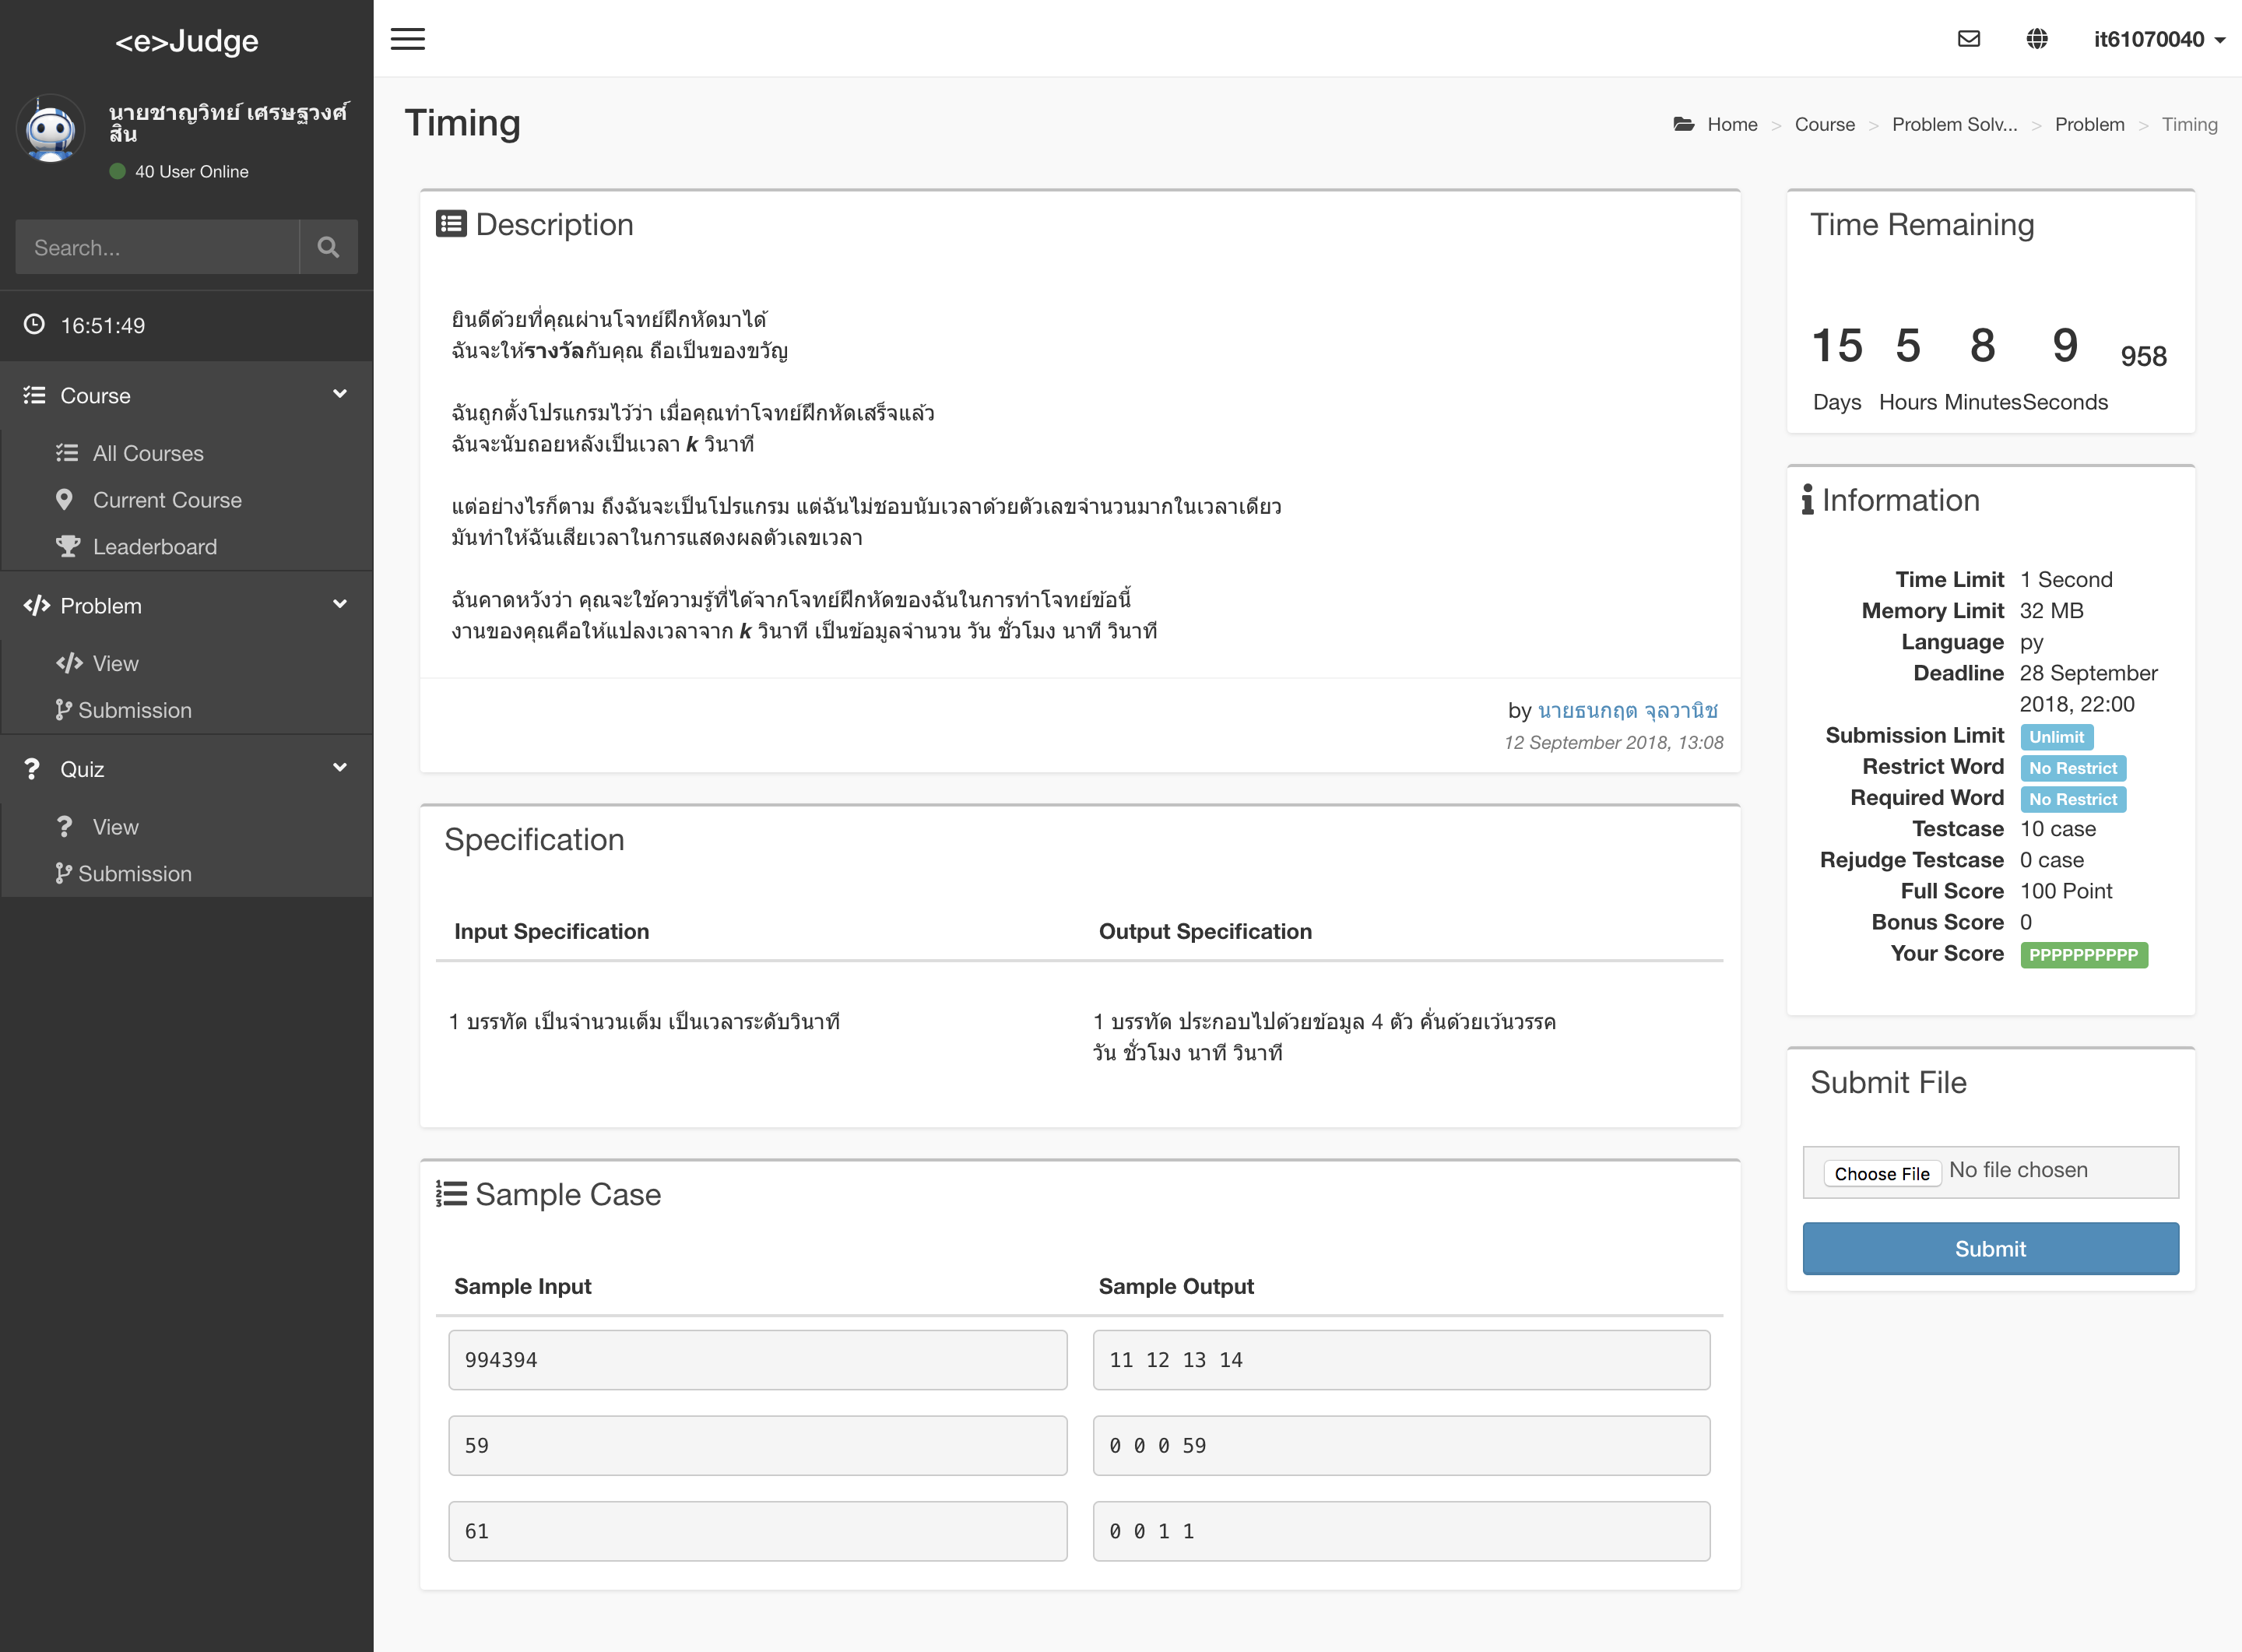 <e>Judge
นายชาญวิทย์ เศรษฐวงศ์
สิน
40 User Online
Search...
16:51:49
Course
All Courses
Current Course
Leaderboard
Problem
View
Submission
Quiz
View
Submission
it61070040
Timing
Home > Course > Problem Solv... > Problem > Timing
Description
ยินดีด้วยที่คุณผ่านโจทย์ฝึกหัดมาได้
ฉันจะให้รางวัลกับคุณ ถือเป็นของขวัญ
ฉันถูกตั้งโปรแกรมไว้ว่า เมื่อคุณทำโจทย์ฝึกหัดเสร็จแล้ว
ฉันจะนับถอยหลังเป็นเวลา k วินาที
แต่อย่างไรก็ตาม ถึงฉันจะเป็นโปรแกรม แต่ฉันไม่ชอบนับเวลาด้วยตัวเลขจำนวนมากในเวลาเดียว
มันทำให้ฉันเสียเวลาในการแสดงผลตัวเลขเวลา
ฉันคาดหวังว่า คุณจะใช้ความรู้ที่ได้จากโจทย์ฝึกหัดของฉันในการทำโจทย์ข้อนี้
งานของคุณคือให้แปลงเวลาจาก k วินาที เป็นข้อมูลจำนวน วัน ชั่วโมง นาที วินาที
by นายธนกฤต จุลวานิช
12 September 2018, 13:08
Specification
Input Specification Output Specification
1 บรรทัด เป็นจำนวนเต็ม เป็นเวลาระดับวินาที
1 บรรทัด ประกอบไปด้วยข้อมูล 4 ตัว คั่นด้วยเว้นวรรค
วัน ชั่วโมง นาที วินาที
Sample Case
Sample Input Sample Output
994394 11 12 13 14
59 0 0 0 59
61 0 0 1 1
Time Remaining
15 5 8 9 958
Days Hours Minutes Seconds
Information
Time Limit 1 Second
Memory Limit 32 MB
Language py
Deadline 28 September
2018, 22:00
Submission Limit Unlimit
Restrict Word No Restrict
Required Word No Restrict
Testcase 10 case
Rejudge Testcase 0 case
Full Score 100 Point
Bonus Score 0
Your Score PPPPPPPPPP
Submit File
Choose File No file chosen
Submit